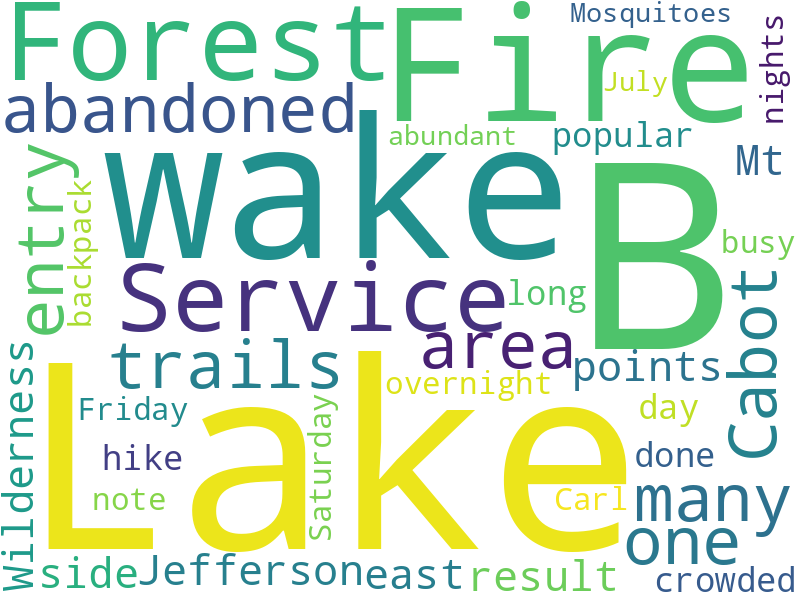 Mosquitoes
Forest
Fire
nights
July
abandoned
abundant
popular
Mt
wake
B
entry
backpack
busy
Service
long
Cabot
area
trails
points
overnight
Lake
Wilderness
Friday
Saturday
day
hike
done
note
Carl
many
one
side
Jefferson
east
result
crowded